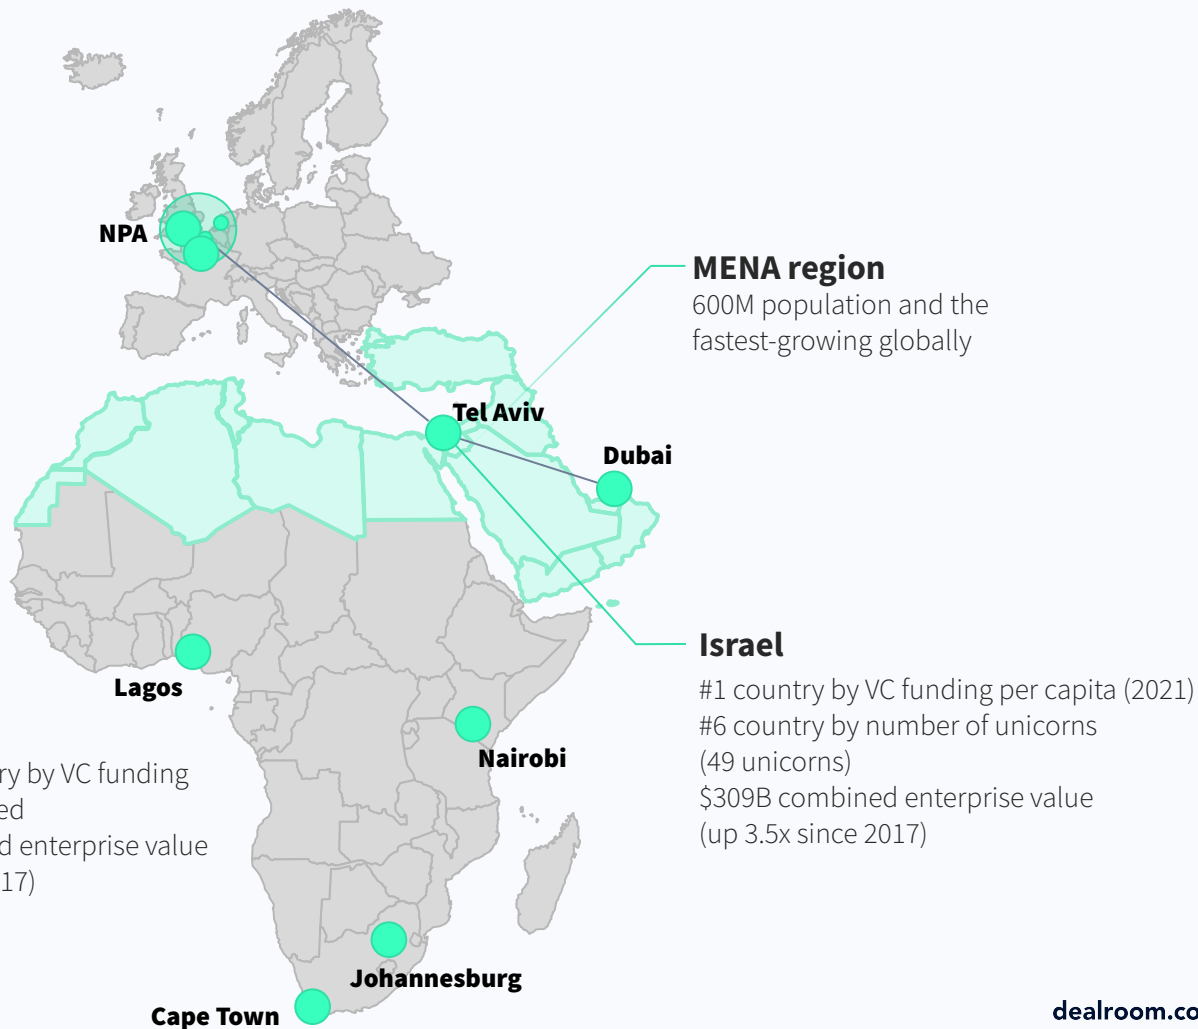 NPA
MENA region
600M population and the
fastest-growing globally
Tel Aviv
Dubai
Israel
#1 country by VC funding per capita (2021)
#6 country by number of unicorns
(49 unicorns)
$309B combined enterprise value
(up 3.5x since 2017)
Lagos
Nairobi
ry by VC funding
ed
d enterprise value
17)
Johannesburg
Cape Town
dealroom.co